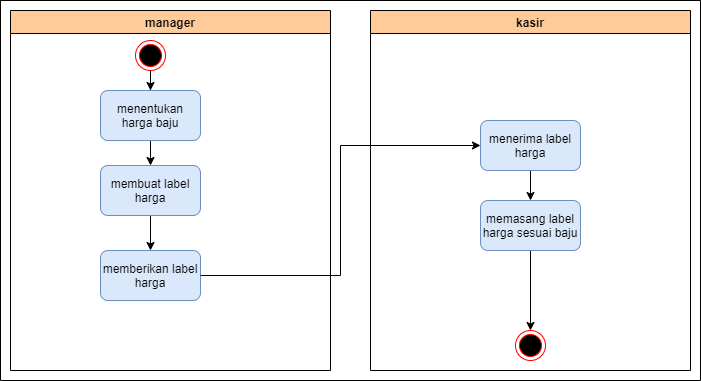 manager
kasir
menentukan
harga baju
membuat label
harga
memberikan label
harga
menerima label
harga
memasang label
harga sesuai baju